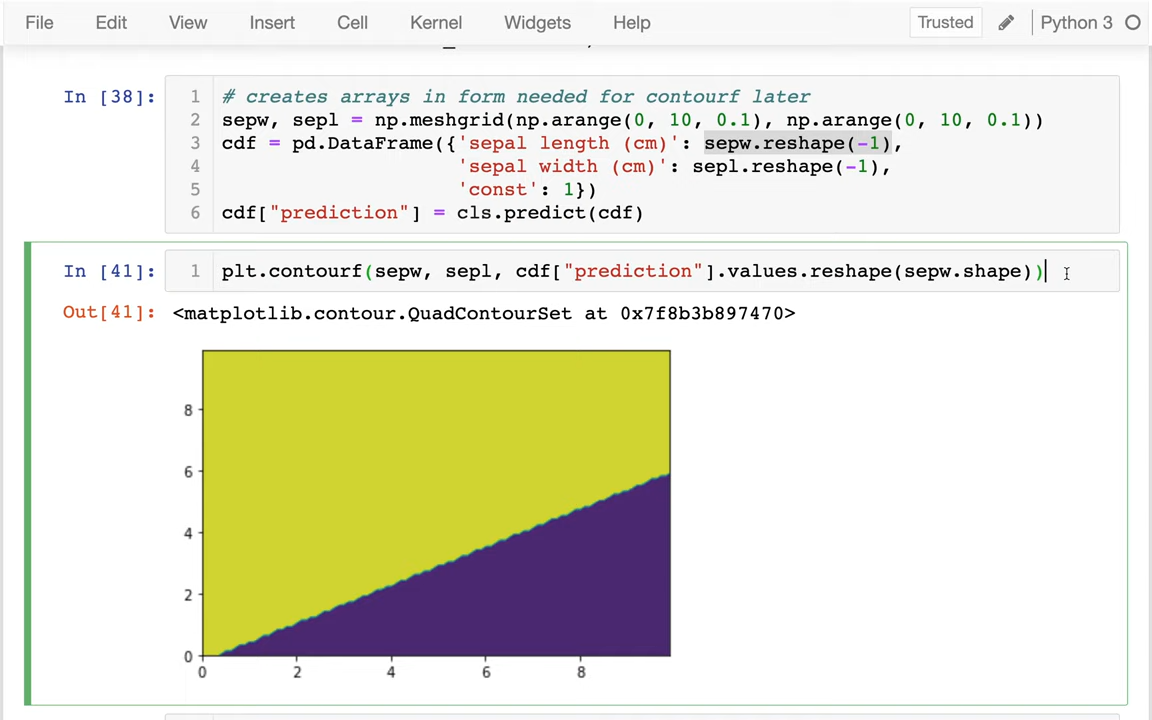 File Edit View Insert Cell Kernel Widgets Help Trusted Python 3
In [38]:
1 # creates arrays in form needed for contourf later
2 sepw, sepl = np.meshgrid(np.arange(0, 10, 0.1), np.arange(0, 10, 0.1))
3 cdf = pd.DataFrame({'sepal length (cm)': sepw.reshape(-1),
4 'sepal width (cm)': sepl.reshape(-1),
5 'const': 1})
6 cdf["prediction"] = cls.predict(cdf)
In [41]:
1 plt.contourf(sepw, sepl, cdf["prediction"].values.reshape(sepw.shape))
Out[41]: <matplotlib.contour.QuadContourSet at 0x7f8b3b897470>
8
6
4
2
0
0 2 4 6 8